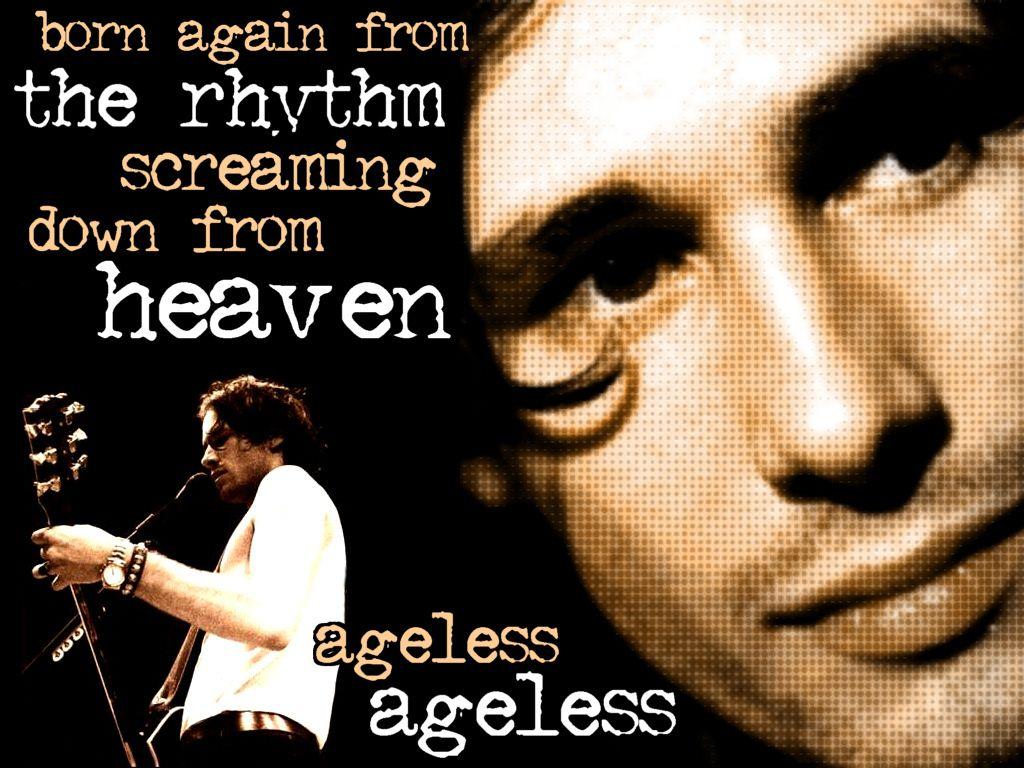 born again from
the rhythm
screaming
down from
heaven
ageless
ageless